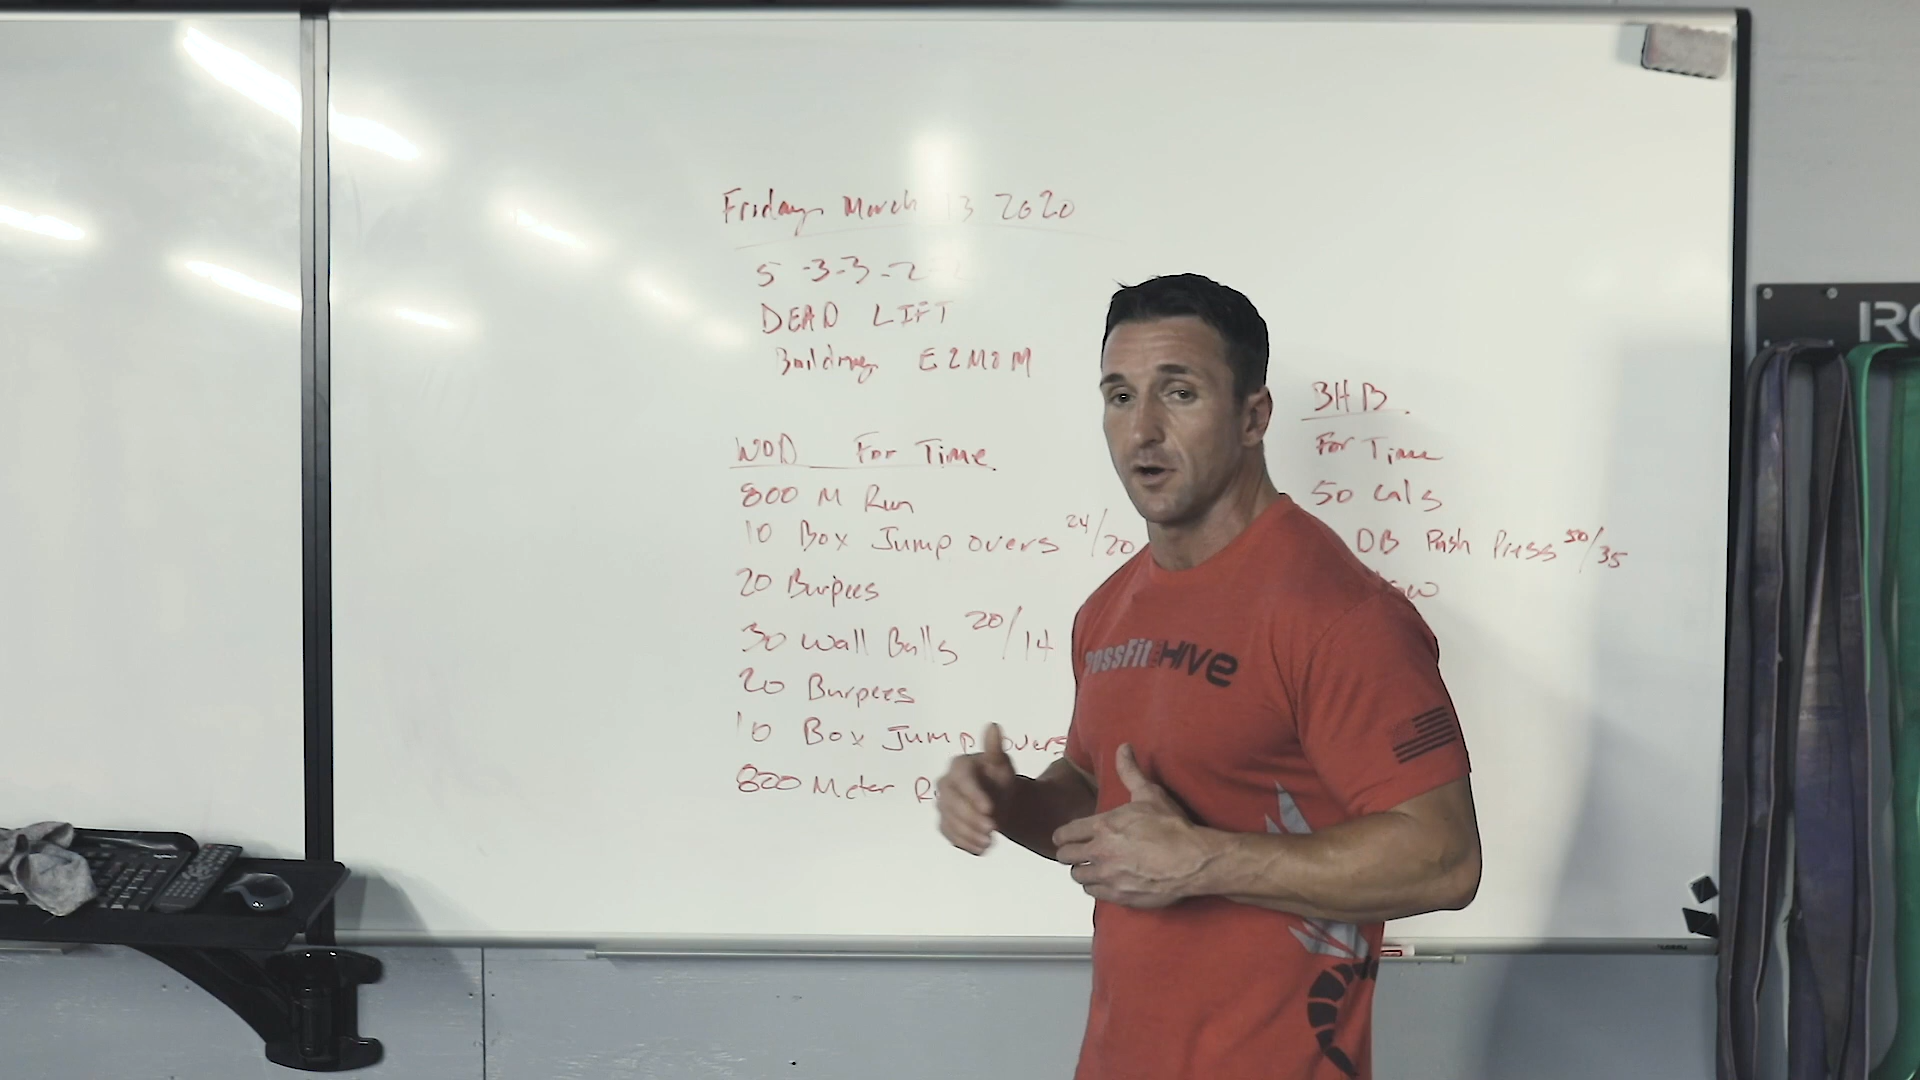 Friday March 13 2020
5-3-3-2
DEAD LIFT
Building E2MOM
WOD For Time
800 M Run
10 Box Jump overs 24/20
20 Burpees
30 Wall Balls 20/14
20 Burpees
10 Box Jump overs
800 Meter
BHB
For Time
50 Cals
DB Push Press 50/35
CrossFit HIVE